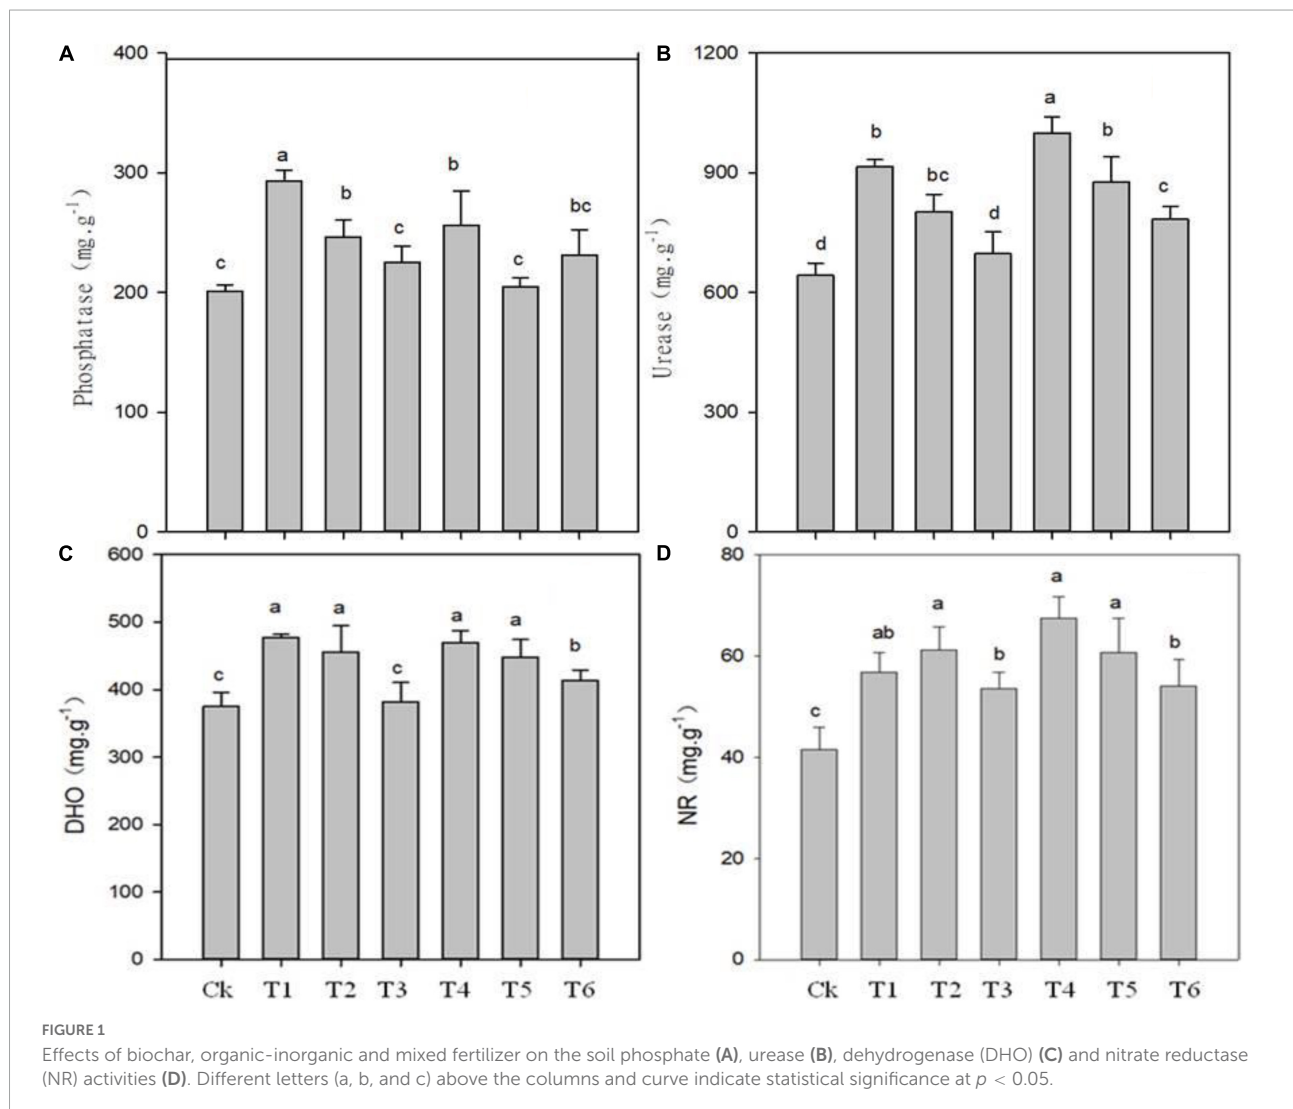 A
400
300
200
100
0
Phosphatase (mg.g⁻¹)
c
a
b
c
b
c
bc
B
1200
900
600
300
0
Urease (mg.g⁻¹)
d
b
bc
d
a
b
c
C
600
500
400
300
200
100
0
DHO (mg.g⁻¹)
c
a
a
c
a
a
b
Ck T1 T2 T3 T4 T5 T6
D
80
60
40
20
0
NR (mg.g⁻¹)
c
ab
a
b
a
a
b
Ck T1 T2 T3 T4 T5 T6
FIGURE 1
Effects of biochar, organic-inorganic and mixed fertilizer on the soil phosphate (A), urease (B), dehydrogenase (DHO) (C) and nitrate reductase
(NR) activities (D). Different letters (a, b, and c) above the columns and curve indicate statistical significance at p < 0.05.